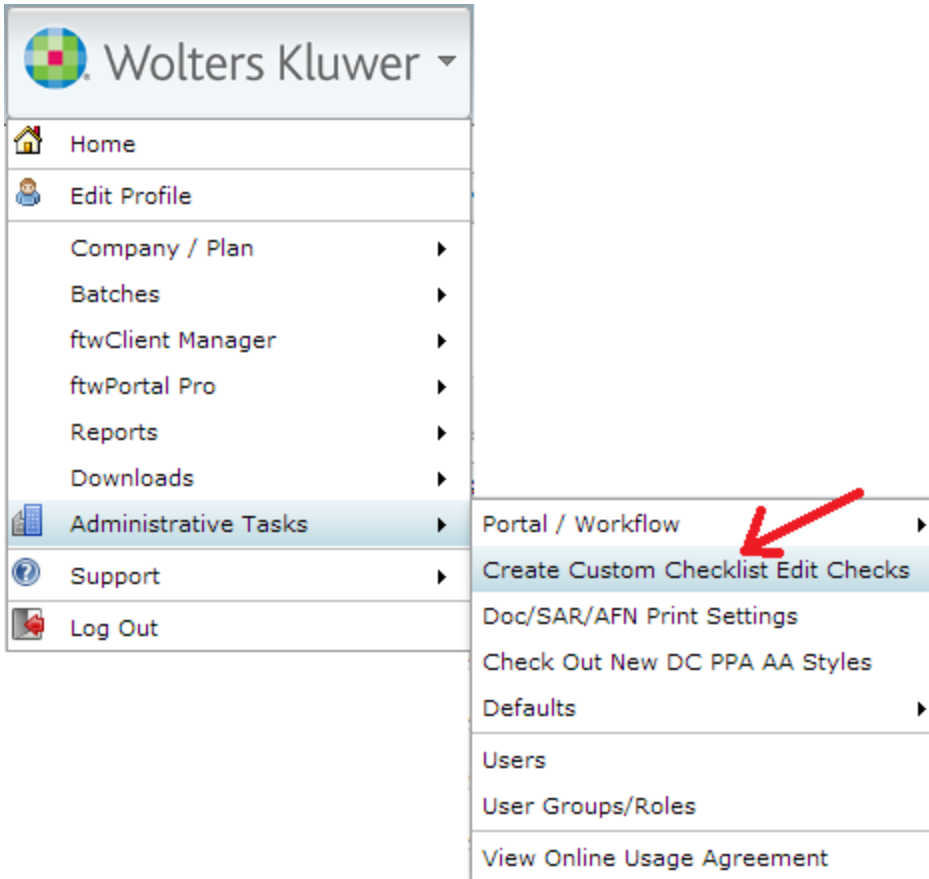 Wolters Kluwer
Home
Edit Profile
Company / Plan
Batches
ftwClient Manager
ftwPortal Pro
Reports
Downloads
Administrative Tasks
Support
Log Out
Portal / Workflow
Create Custom Checklist Edit Checks
Doc/SAR/AFN Print Settings
Check Out New DC PPA AA Styles
Defaults
Users
User Groups/Roles
View Online Usage Agreement